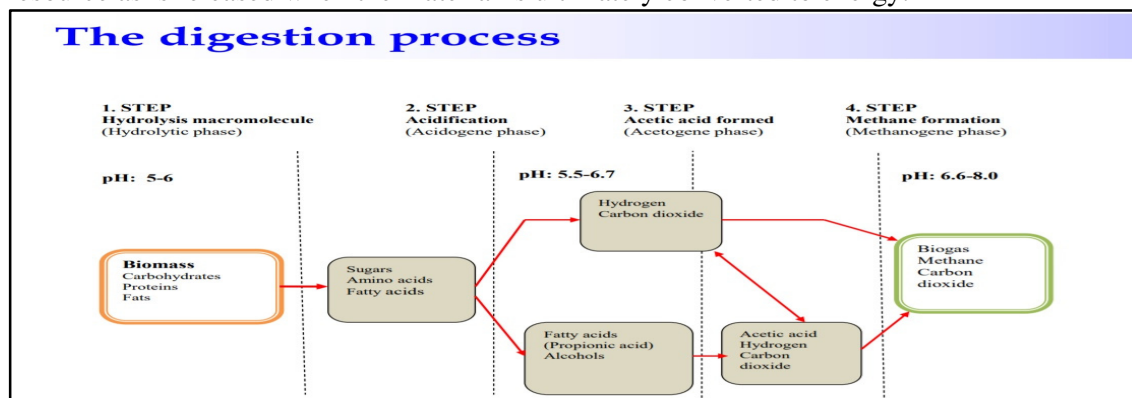 The digestion process
1. STEP
Hydrolysis macromolecule
(Hydrolytic phase)
2. STEP
Acidification
(Acidogene phase)
3. STEP
Acetic acid formed
(Acetogene phase)
4. STEP
Methane formation
(Methanogene phase)
pH: 5-6
pH: 5.5-6.7
pH: 6.6-8.0
Biomass
Carbohydrates
Proteins
Fats
Sugars
Amino acids
Fatty acids
Hydrogen
Carbon dioxide
Fatty acids
(Propionic acid)
Alcohols
Acetic acid
Hydrogen
Carbon
dioxide
Biogas
Methane
Carbon
dioxide